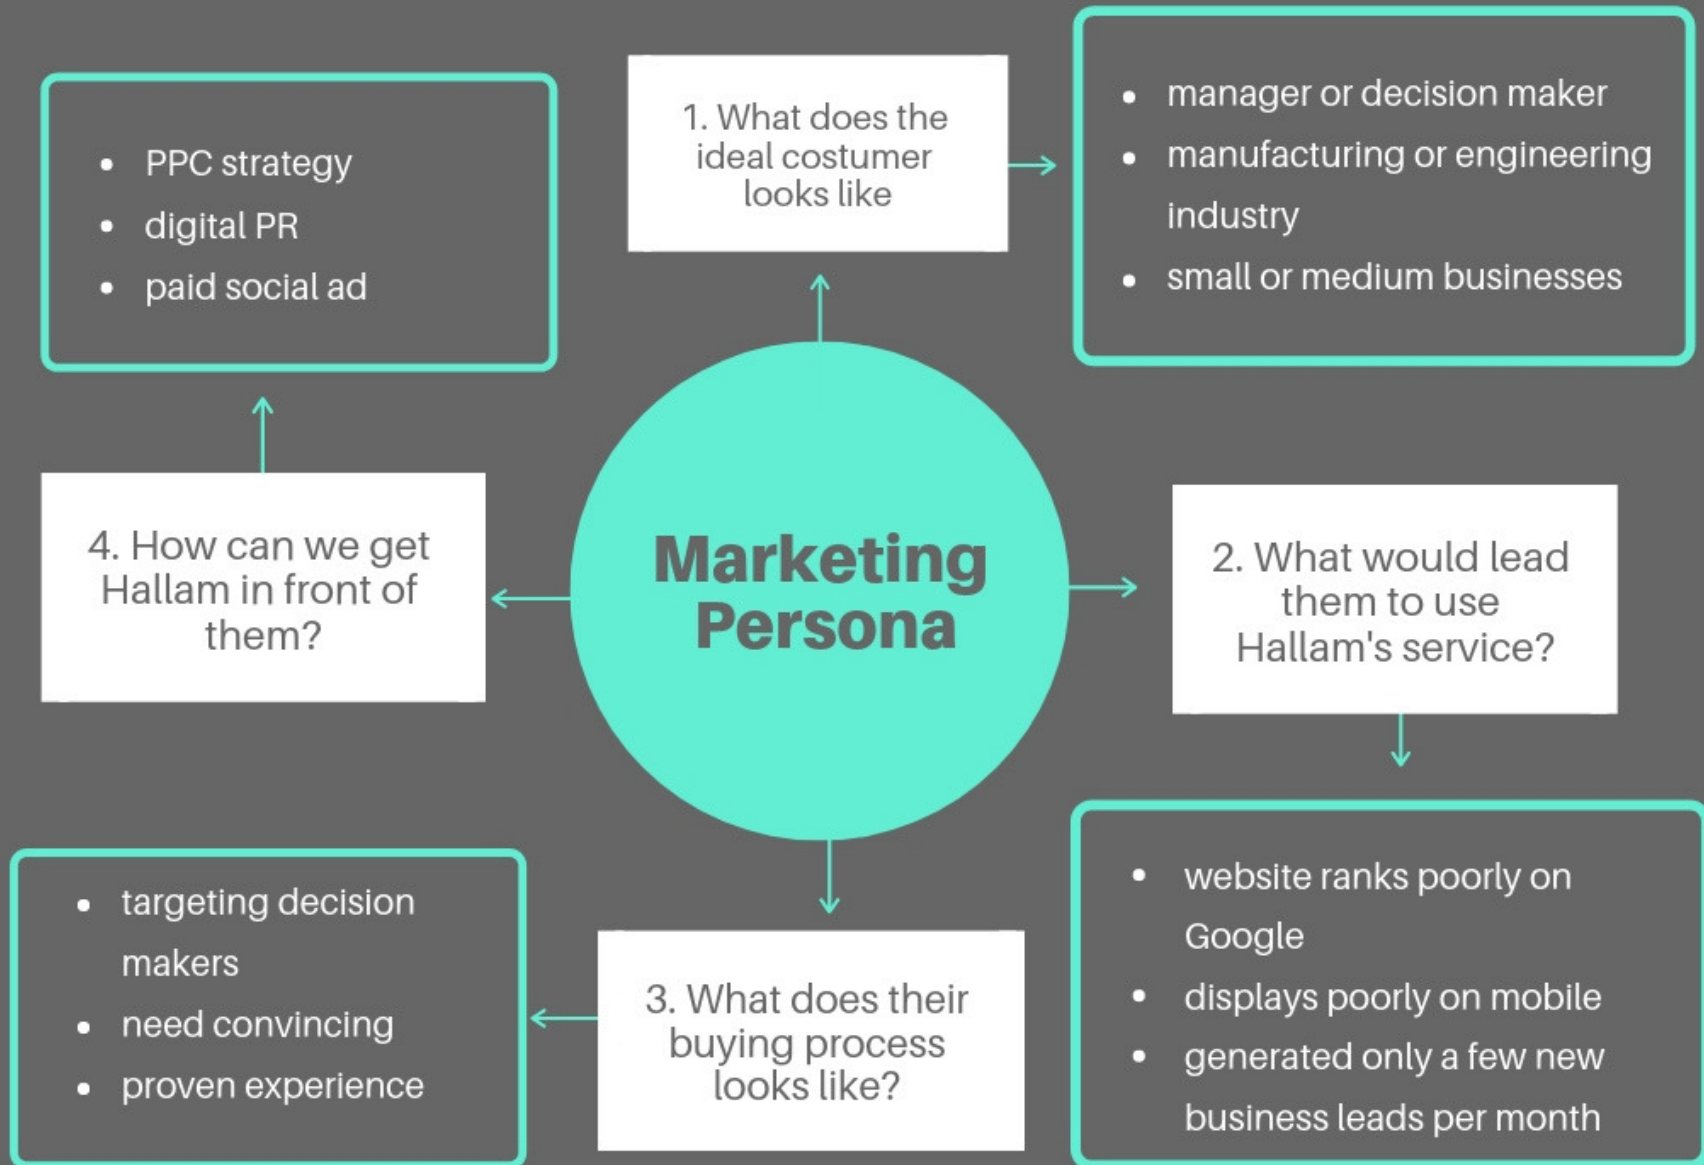 1. What does the
ideal costumer
looks like
manager or decision maker
manufacturing or engineering
industry
small or medium businesses
PPC strategy
digital PR
paid social ad
Marketing
Persona
4. How can we get
Hallam in front of
them?
2. What would lead
them to use
Hallam's service?
website ranks poorly on
Google
displays poorly on mobile
generated only a few new
business leads per month
3. What does their
buying process
looks like?
targeting decision
makers
need convincing
proven experience